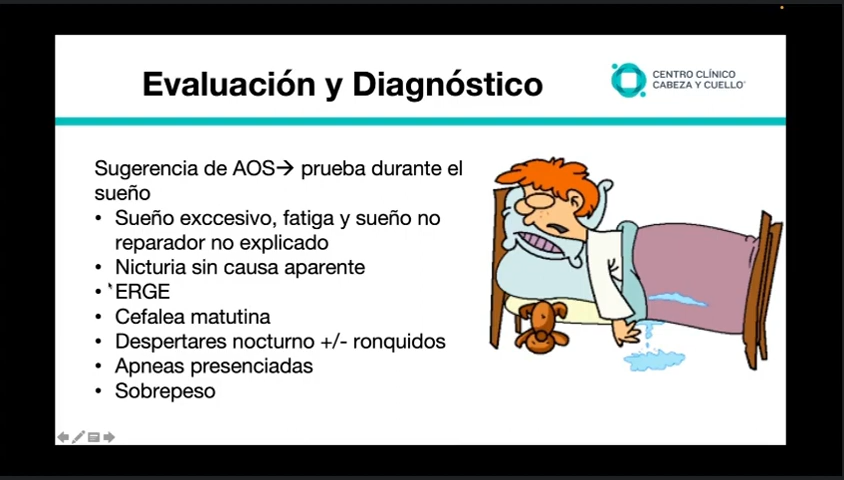 Evaluación y Diagnóstico
CENTRO CLÍNICO
CABEZA Y CUELLO
Sugerencia de AOS→ prueba durante el
sueño
• Sueño exccesivo, fatiga y sueño no
reparador no explicado
• Nicturia sin causa aparente
• ERGE
• Cefalea matutina
• Despertares nocturno +/- ronquidos
• Apneas presenciadas
• Sobrepeso